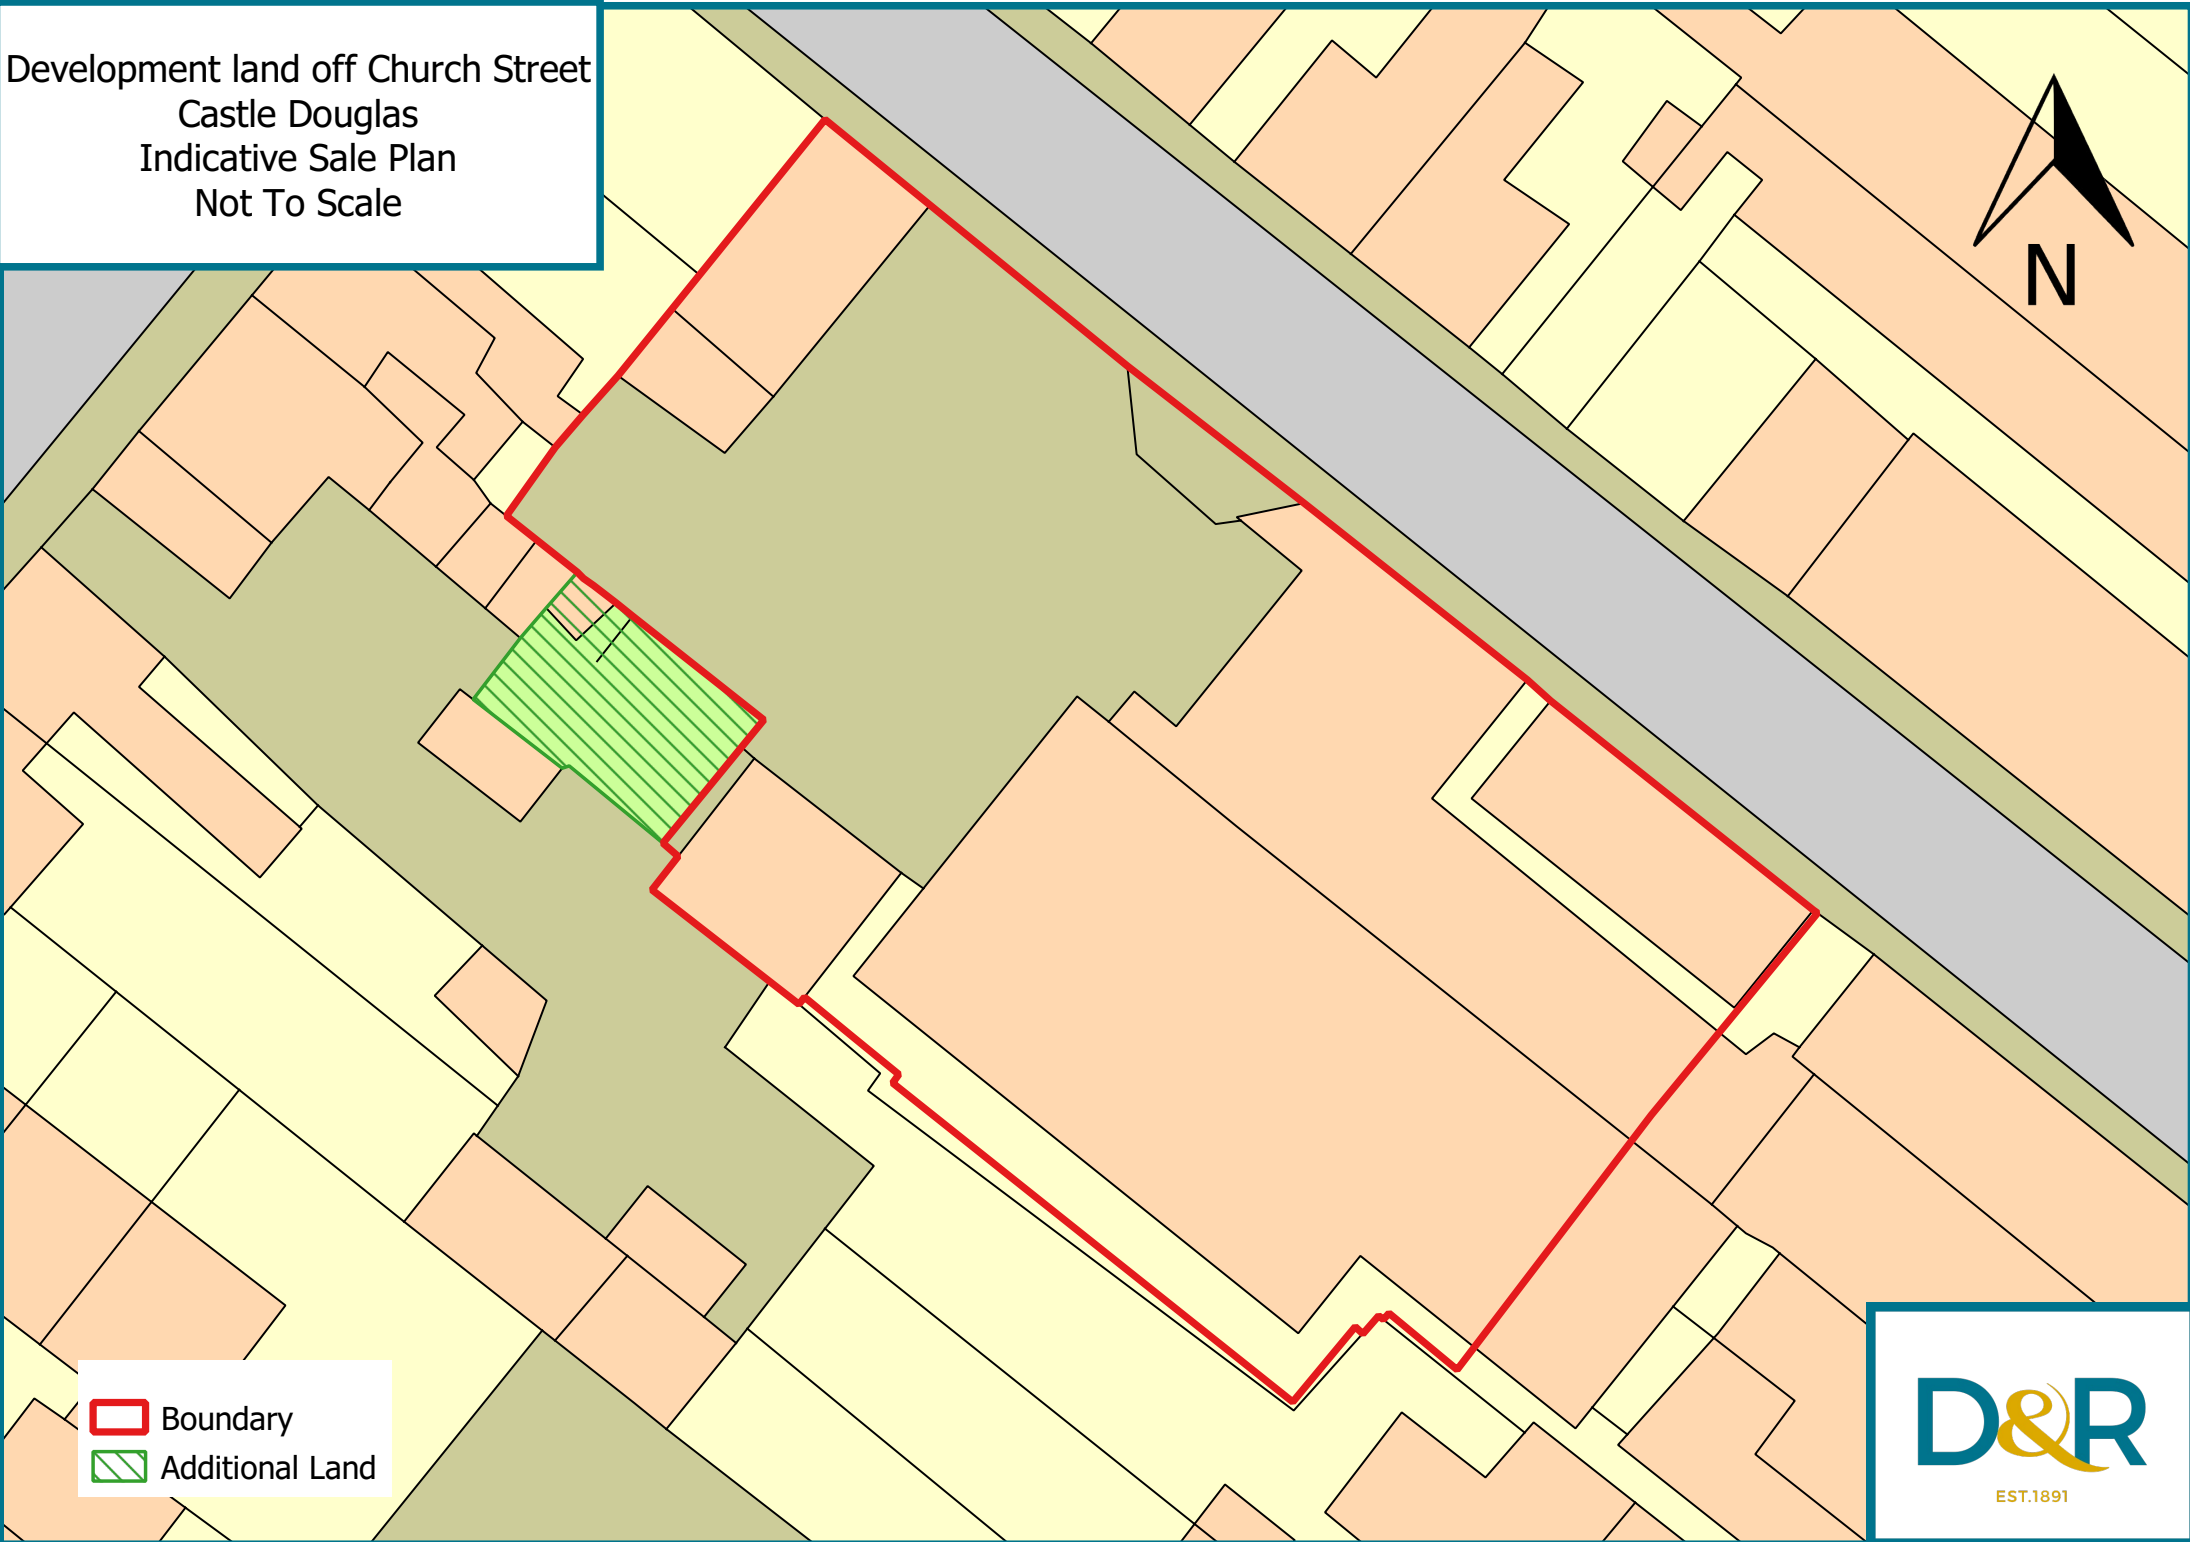 Development land off Church Street
Castle Douglas
Indicative Sale Plan
Not To Scale
N
Boundary
Additional Land
D&R
EST.1891